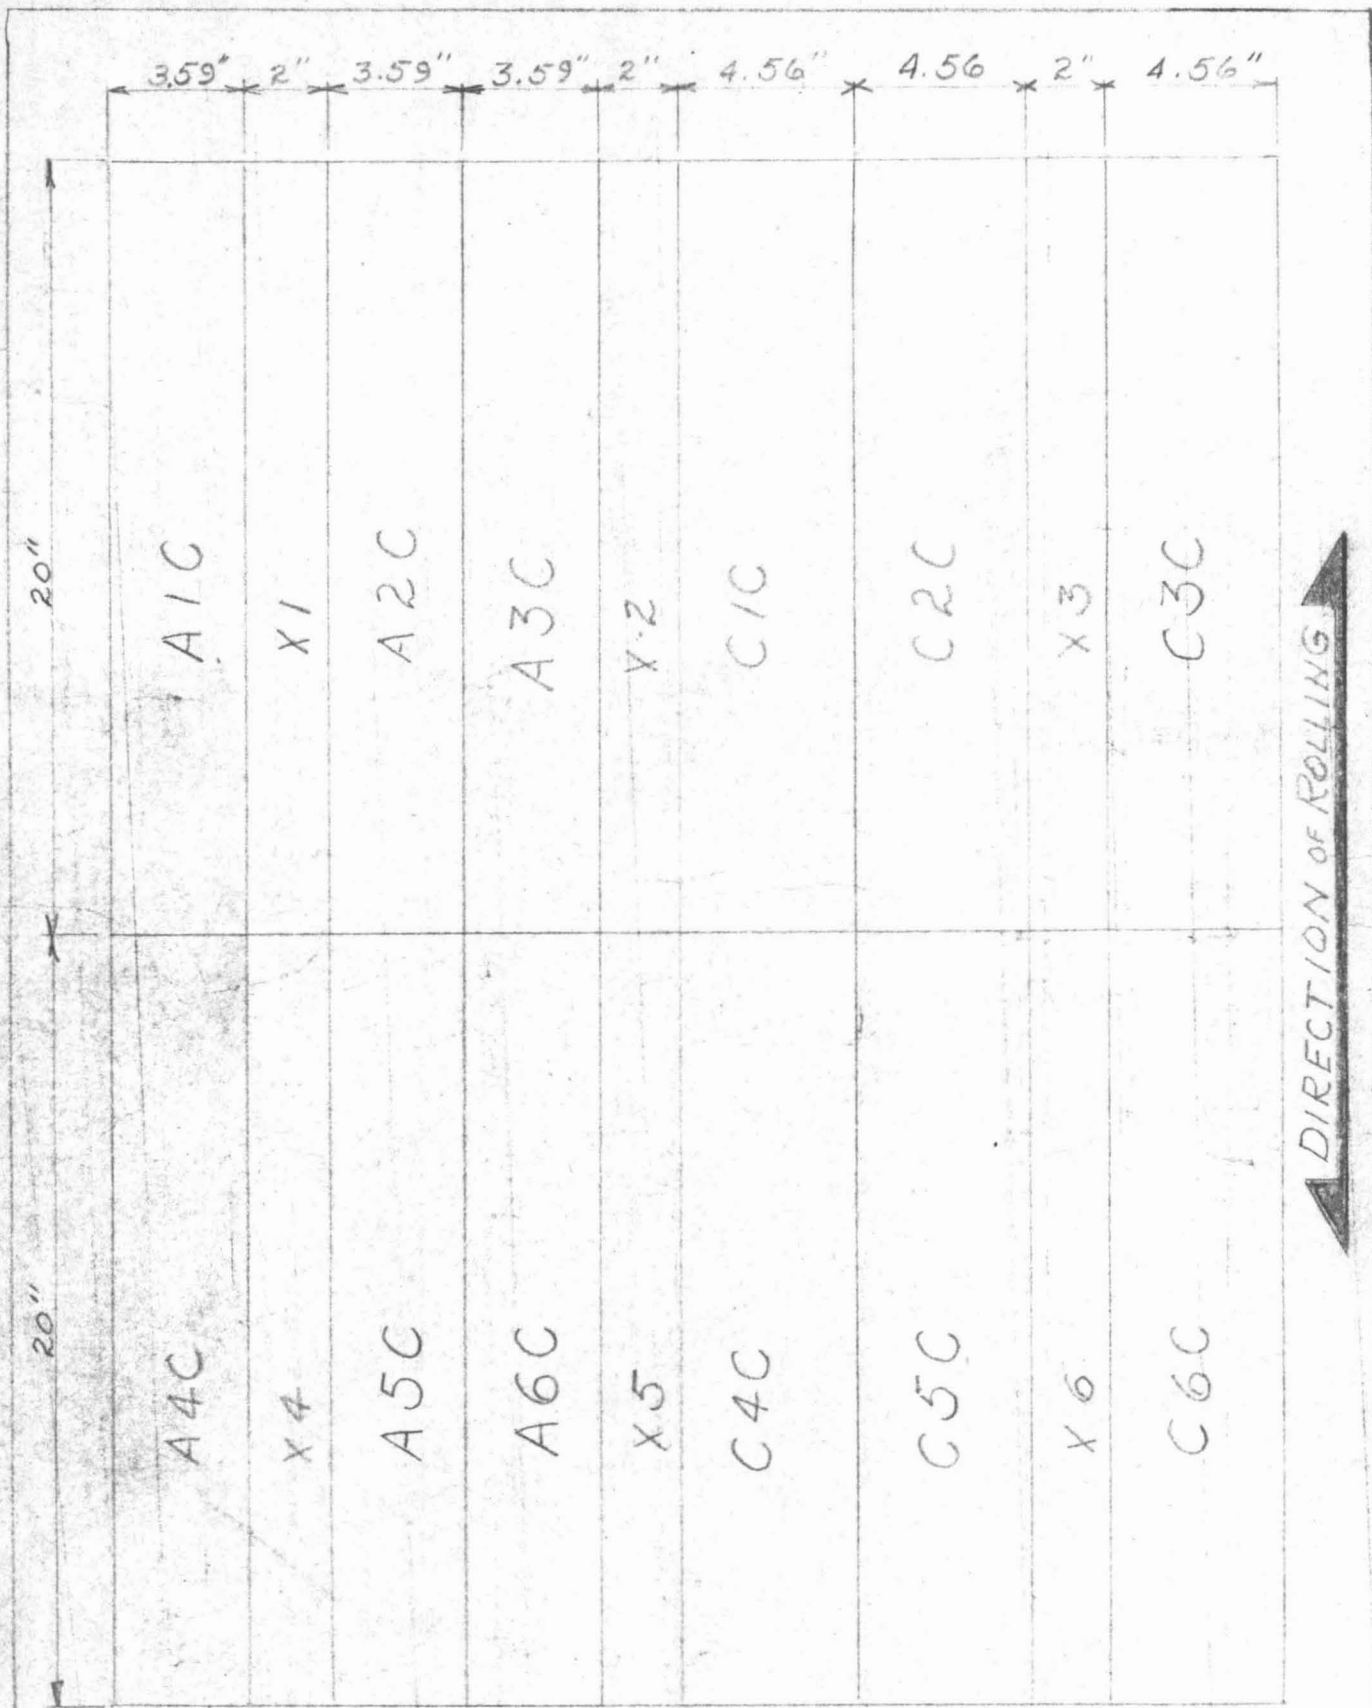 3.59" 2" 3.59" 3.59" 2" 4.56" 4.56 2" 4.56"
20"
A1C X1 A2C A3C X2 C1C C2C X3 C3C
DIRECTION OF ROLLING
20"
A4C X4 A5C A6C X5 C4C C5C X6 C6C